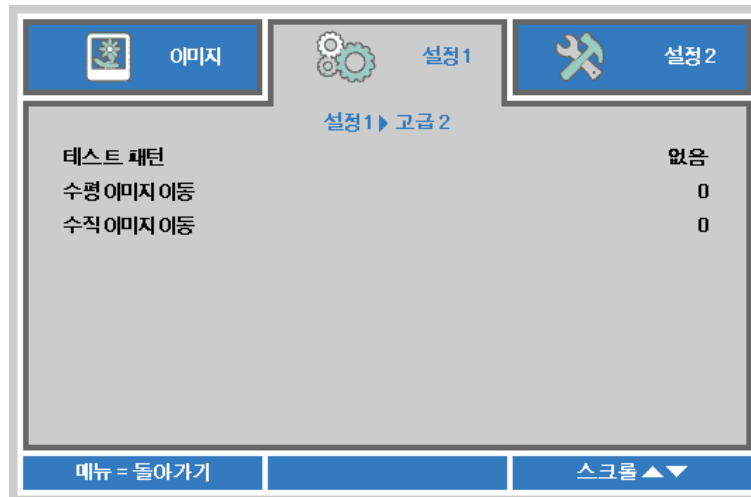 이미지
설정1
설정2
설정1▶고급2
테스트 패턴 없음
수평 이미지 이동 0
수직 이미지 이동 0
메뉴 = 돌아가기
스크롤▲▼